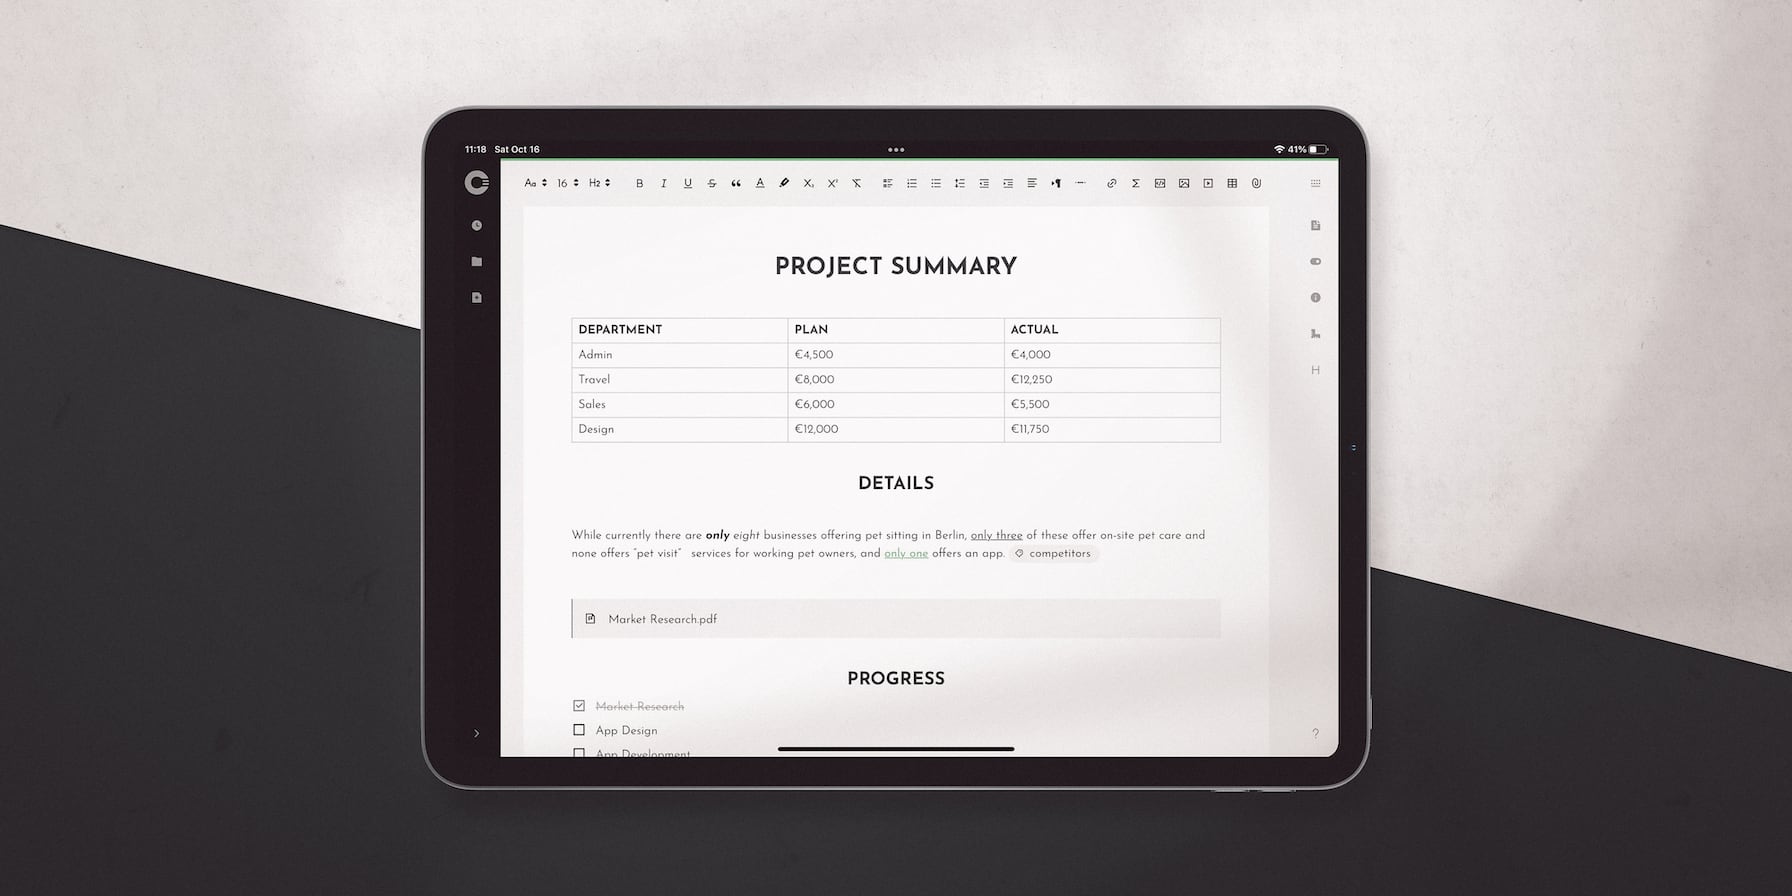 11:18 Sat Oct 16 41%
Aa 16 H2 B I U S A X₂ X² Σ
PROJECT SUMMARY
DEPARTMENT PLAN ACTUAL
Admin €4,500 €4,000
Travel €8,000 €12,250
Sales €6,000 €5,500
Design €12,000 €11,750
H
DETAILS
While currently there are only eight businesses offering pet sitting in Berlin, only three of these offer on-site pet care and
none offers "pet visit" services for working pet owners, and only one offers an app. competitors
Market Research.pdf
PROGRESS
Market Research
App Design
App Development
?